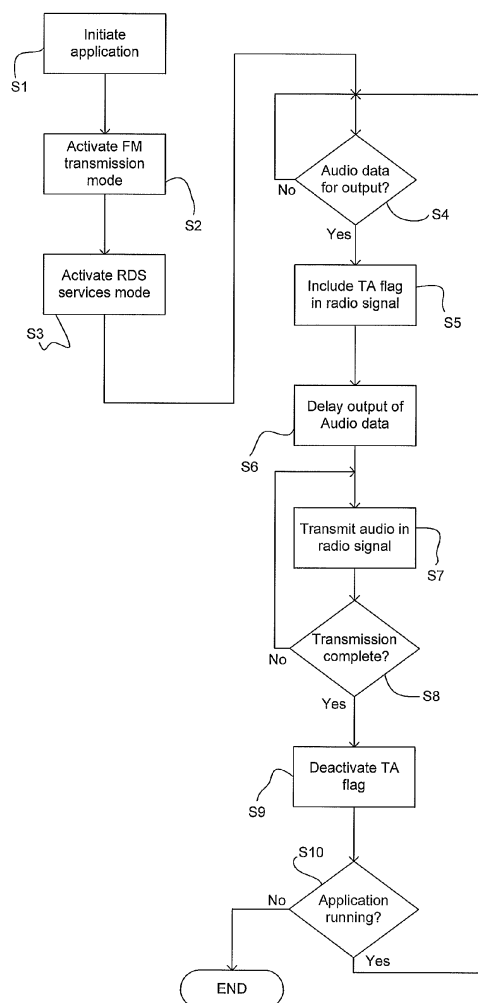 Initiate
application
S1
Activate FM
transmission
mode
S2
Activate RDS
services mode
S3
Audio data
for output?
No
S4
Yes
Include TA flag
in radio signal
S5
Delay output of
Audio data
S6
Transmit audio in
radio signal
S7
Transmission
complete?
No
S8
Yes
Deactivate TA
flag
S9
S10
No
Application
running?
Yes
END